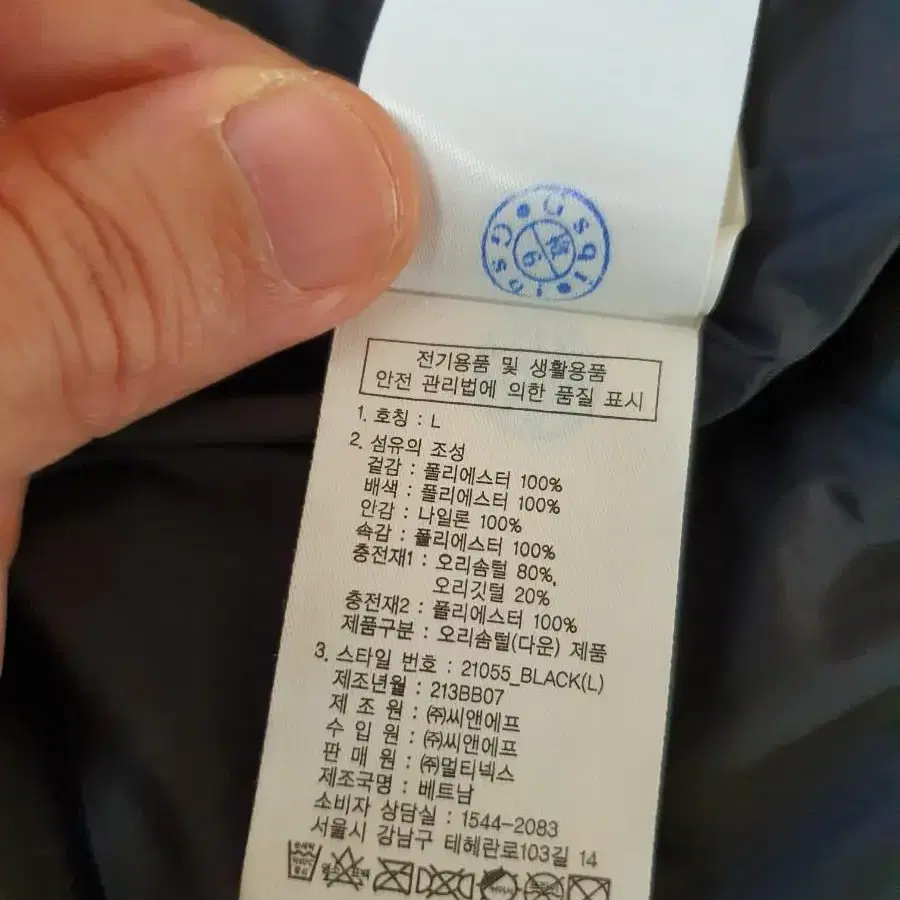 전기용품 및 생활용품
안전 관리법에 의한 품질 표시
1. 호칭 : L
2. 섬유의 조성
겉감 : 폴리에스터 100%
배색 : 폴리에스터 100%
안감 : 나일론 100%
속감 : 폴리에스터 100%
충전재1 : 오리솜털 80%,
오리깃털 20%
충전재2 : 폴리에스터 100%
제품구분 : 오리솜털(다운) 제품
3. 스타일 번호 : 21055_BLACK(L)
제조년월 : 213BB07
제 조 원 : ㈜씨앤에프
수 입 원 : ㈜씨앤에프
판 매 원 : ㈜멀티넥스
제조국명 : 베트남
소비자 상담실 : 1544-2083
서울시 강남구 테헤란로103길 14